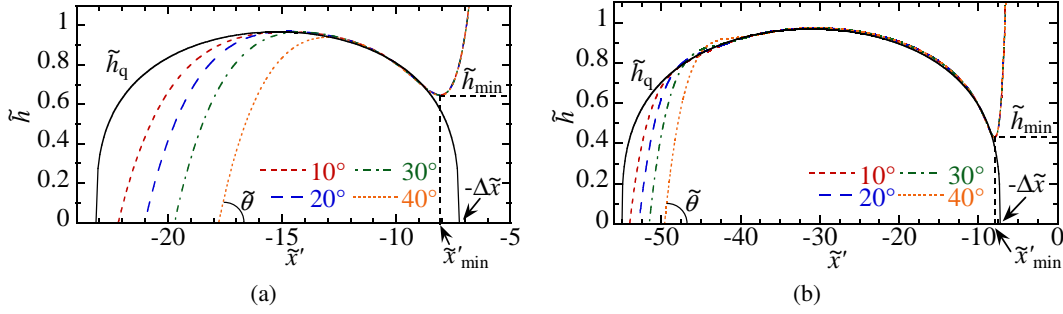 1
0.8
0.6
0.4
0.2
0
h̃
h̃q
h̃min
10° 30°
20° 40°
θ̃
-Δx̃
-20 -15 -10 -5
x̃'
x̃'min
(a)
1
0.8
0.6
0.4
0.2
0
h̃
h̃q
h̃min
10° 30°
20° 40°
θ̃
-Δx̃
-50 -40 -30 -20 -10 0
x̃'
x̃'min
(b)